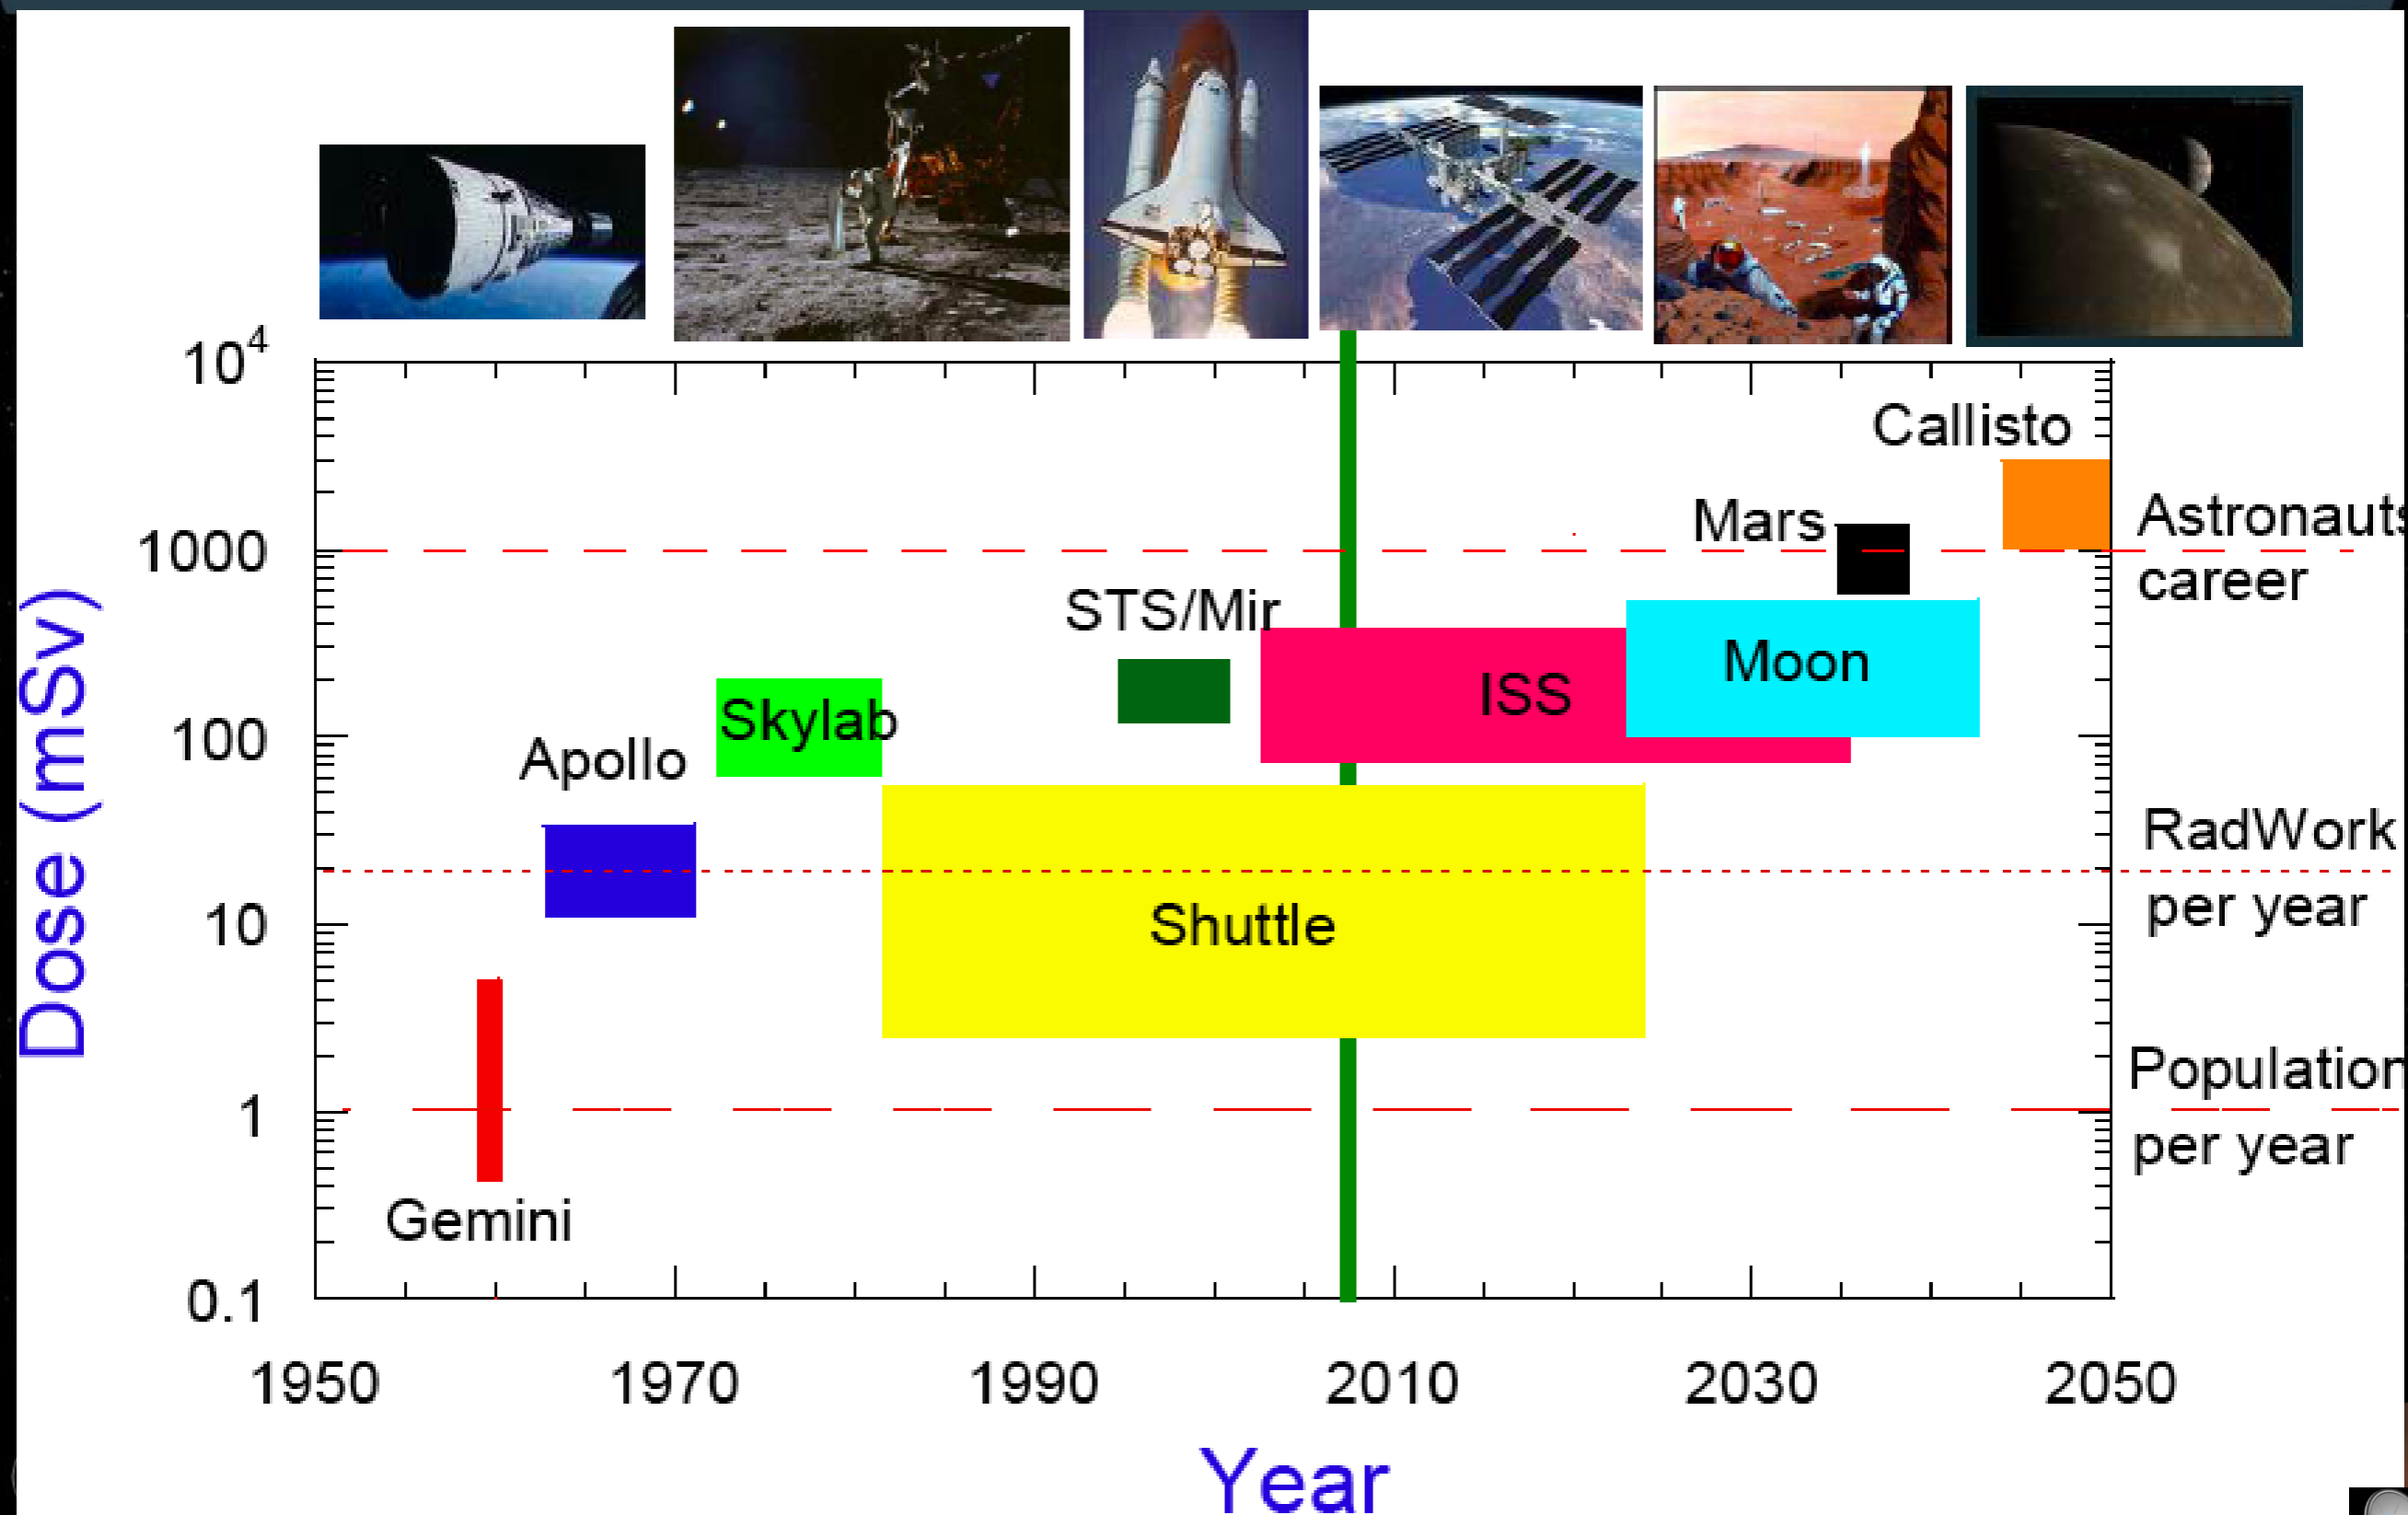 10⁴
1000
100
10
1
0.1
Dose (mSv)
Callisto
Mars
Astronauts
career
STS/Mir
Moon
ISS
Skylab
Apollo
RadWork
per year
Shuttle
Population
per year
Gemini
1950 1970 1990 2010 2030 2050
Year